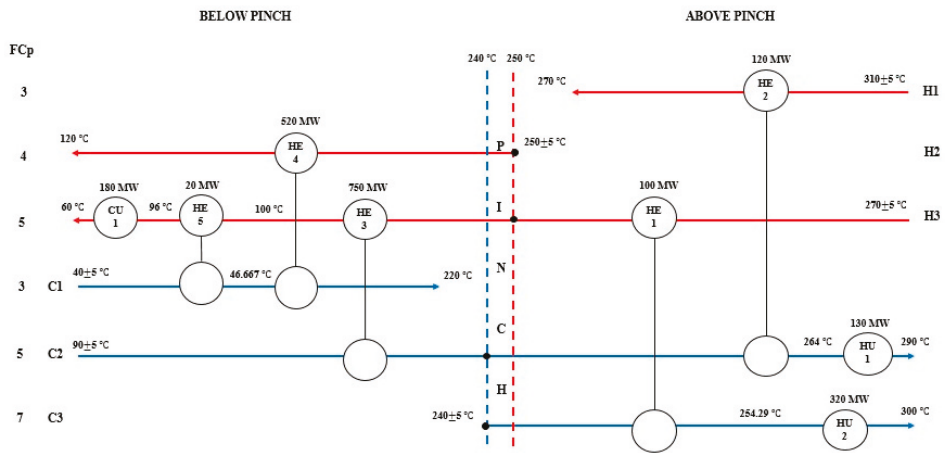 BELOW PINCH ABOVE PINCH
FCp
240 °C 250 °C 120 MW
3 270 °C HE 2 310±5 °C H1
520 MW
4 120 °C HE 4 P 250±5 °C H2
180 MW 20 MW 750 MW 100 MW
5 60 °C CU 1 96 °C HE 5 100 °C HE 3 I HE 1 270±5 °C H3
3 C1 40±5 °C 46.667 °C 220 °C N
C 130 MW
5 C2 90±5 °C 264 °C HU 1 290 °C
H 320 MW
7 C3 240±5 °C 254.29 °C HU 2 300 °C